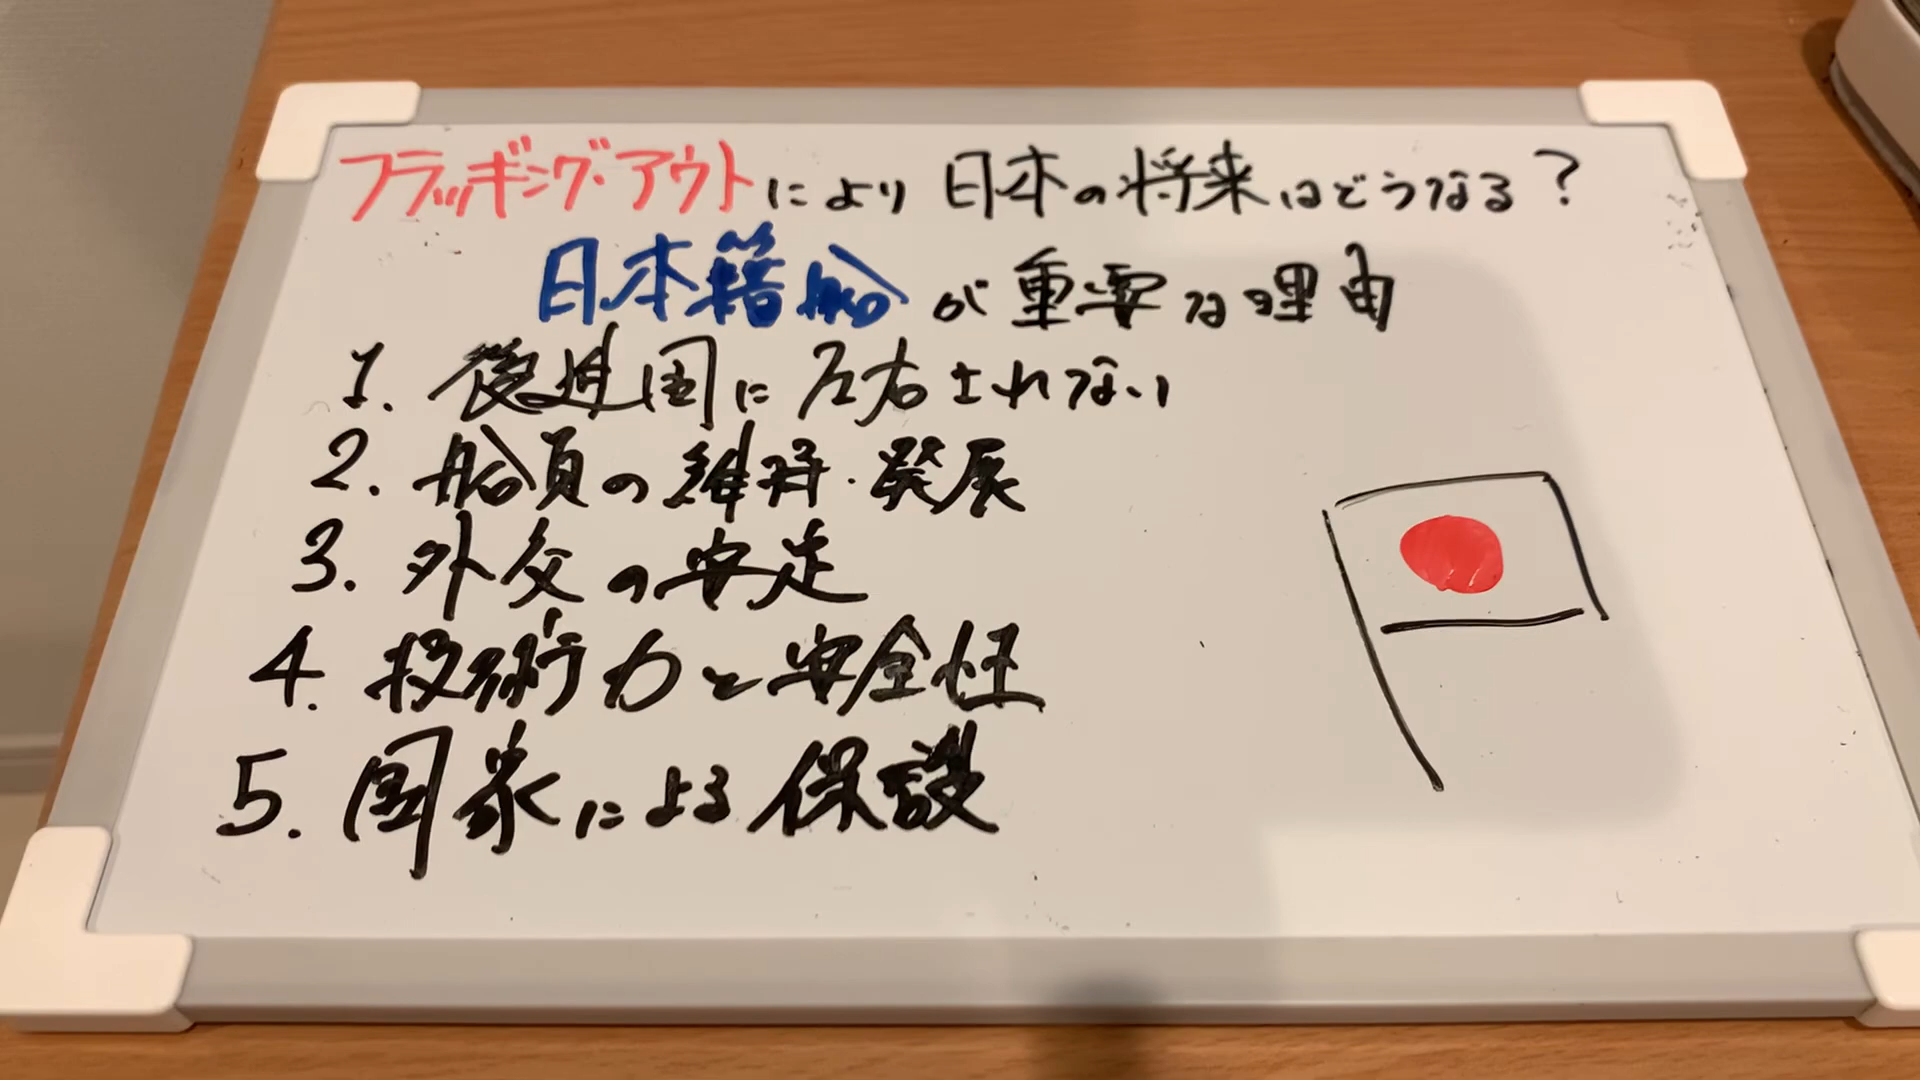 フラッギング・アウトにより日本の将来はどうなる？
日本籍船が重要な理由
1. 後進国に左右されない
2. 船員の維持・発展
3. 外交の安定
4. 技術力と安全性
5. 国家による保護